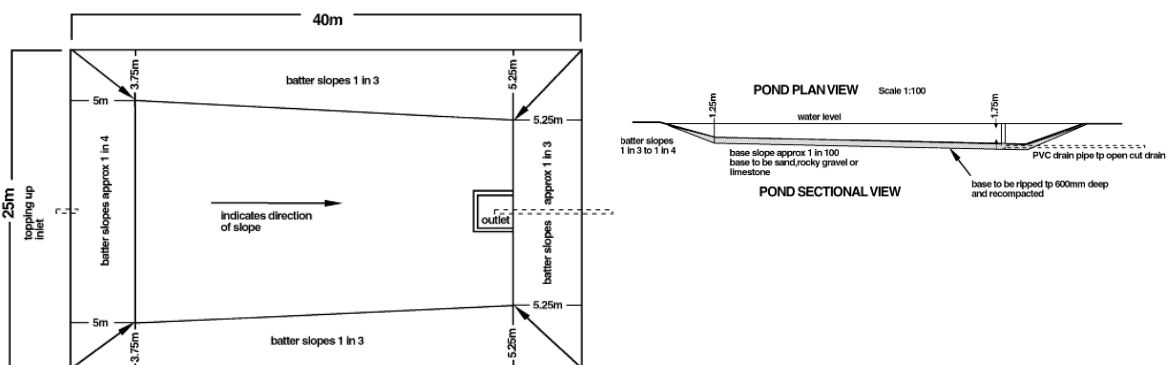 40m
batter slopes 1 in 3
3.75m
5.25m
5m
5.25m
25m
topping up
inlet
batter slopes approx 1 in 4
indicates direction
of slope
outlet
batter slopes approx 1 in 3
5m
5.25m
3.75m
batter slopes 1 in 3
5.25m
POND PLAN VIEW Scale 1:100
1.25m
water level
1.75m
batter slopes
1 in 3 to 1 in 4
base slope approx 1 in 100
base to be sand,rocky gravel or
limestone
PVC drain pipe tp open cut drain
POND SECTIONAL VIEW
base to be ripped tp 600mm deep
and recompacted